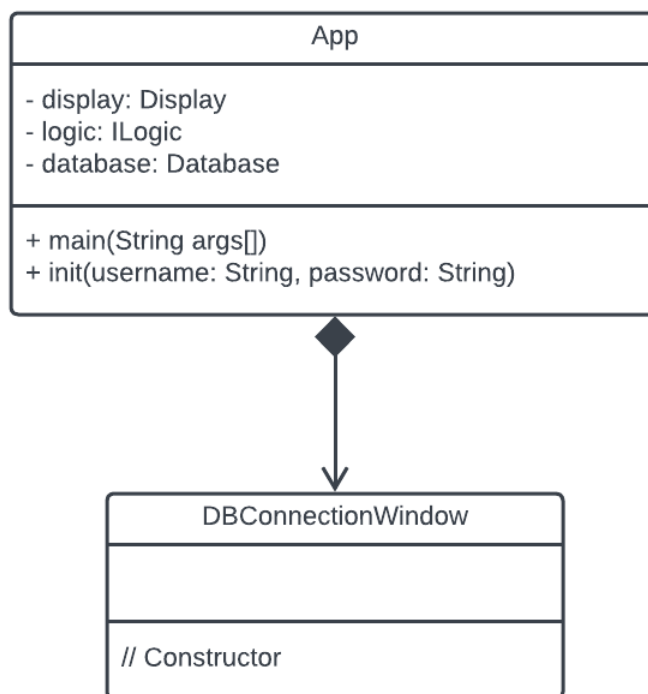 App
- display: Display
- logic: ILogic
- database: Database
+ main(String args[])
+ init(username: String, password: String)
DBConnectionWindow
// Constructor